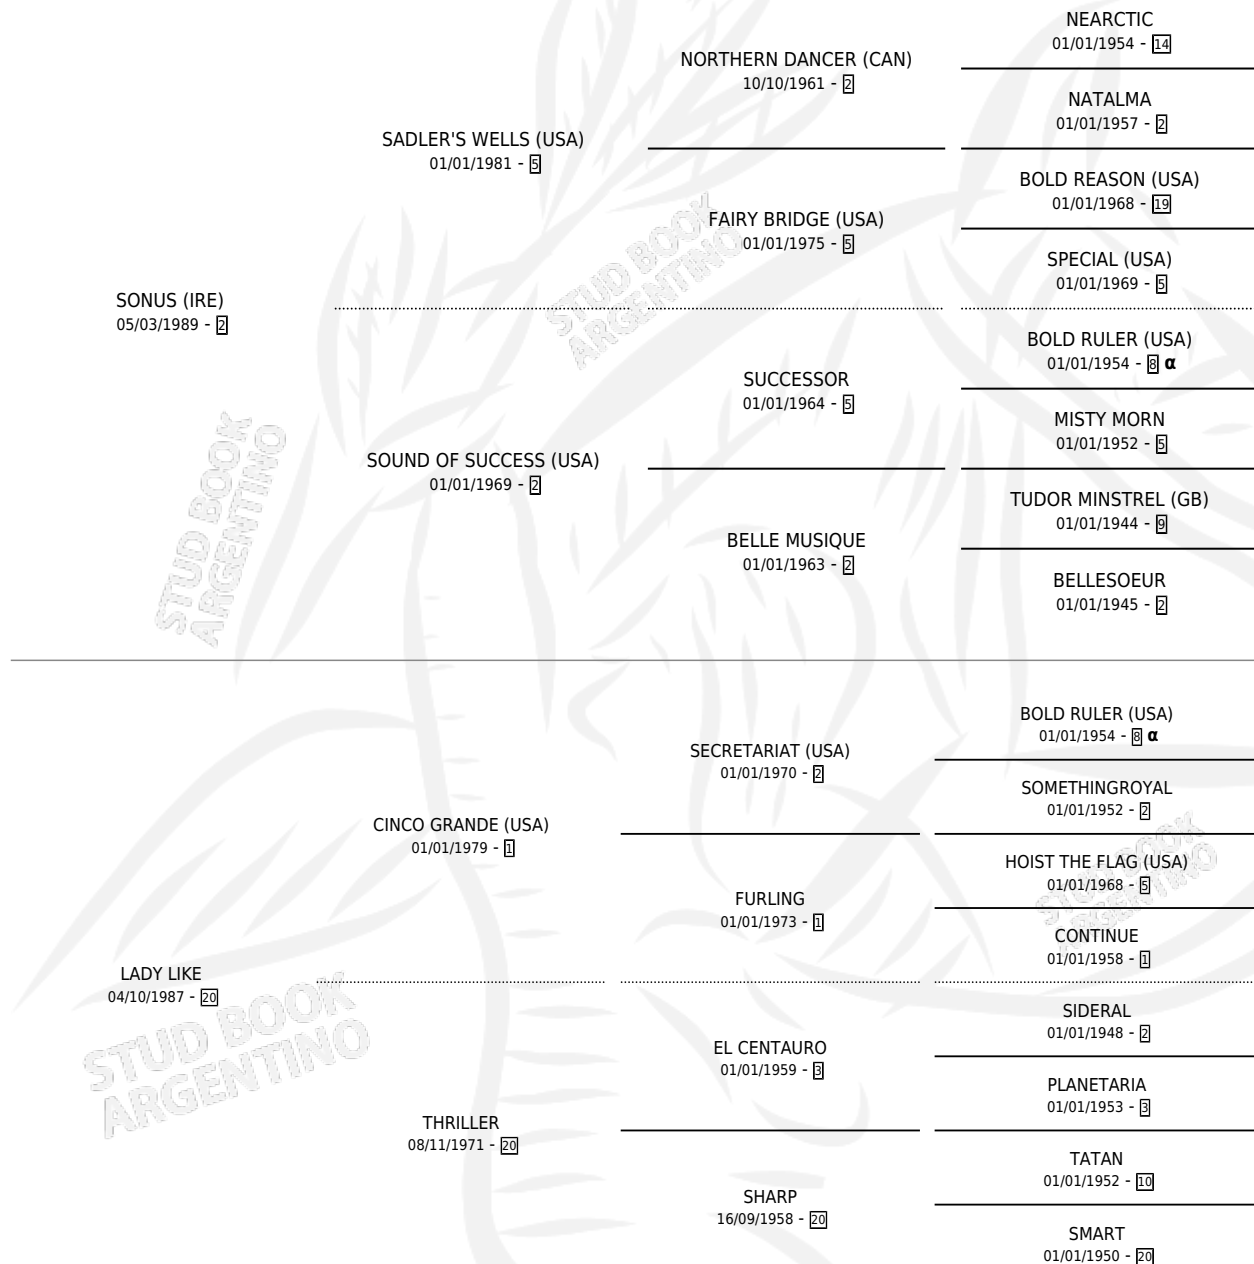 NEARCTIC
01/01/1954 - 14
NORTHERN DANCER (CAN)
10/10/1961 - 2
NATALMA
01/01/1957 - 2
SADLER'S WELLS (USA)
01/01/1981 - 5
BOLD REASON (USA)
01/01/1968 - 19
FAIRY BRIDGE (USA)
01/01/1975 - 5
SPECIAL (USA)
01/01/1969 - 5
SONUS (IRE)
05/03/1989 - 2
BOLD RULER (USA)
01/01/1954 - 8 α
SUCCESSOR
01/01/1964 - 5
MISTY MORN
01/01/1952 - 5
SOUND OF SUCCESS (USA)
01/01/1969 - 2
TUDOR MINSTREL (GB)
01/01/1944 - 9
BELLE MUSIQUE
01/01/1963 - 2
BELLESOEUR
01/01/1945 - 2
BOLD RULER (USA)
01/01/1954 - 8 α
SECRETARIAT (USA)
01/01/1970 - 2
SOMETHINGROYAL
01/01/1952 - 2
CINCO GRANDE (USA)
01/01/1979 - 1
HOIST THE FLAG (USA)
01/01/1968 - 5
FURLING
01/01/1973 - 1
CONTINUE
01/01/1958 - 1
LADY LIKE
04/10/1987 - 20
SIDERAL
01/01/1948 - 2
EL CENTAURO
01/01/1959 - 3
PLANETARIA
01/01/1953 - 3
THRILLER
08/11/1971 - 20
TATAN
01/01/1952 - 10
SHARP
16/09/1958 - 20
SMART
01/01/1950 - 20
STUD BOOK
ARGENTINO
STUD BOOK
ARGENTINO
STUD BOOK
ARGENTINO
STUD BOOK
ARGENTINO